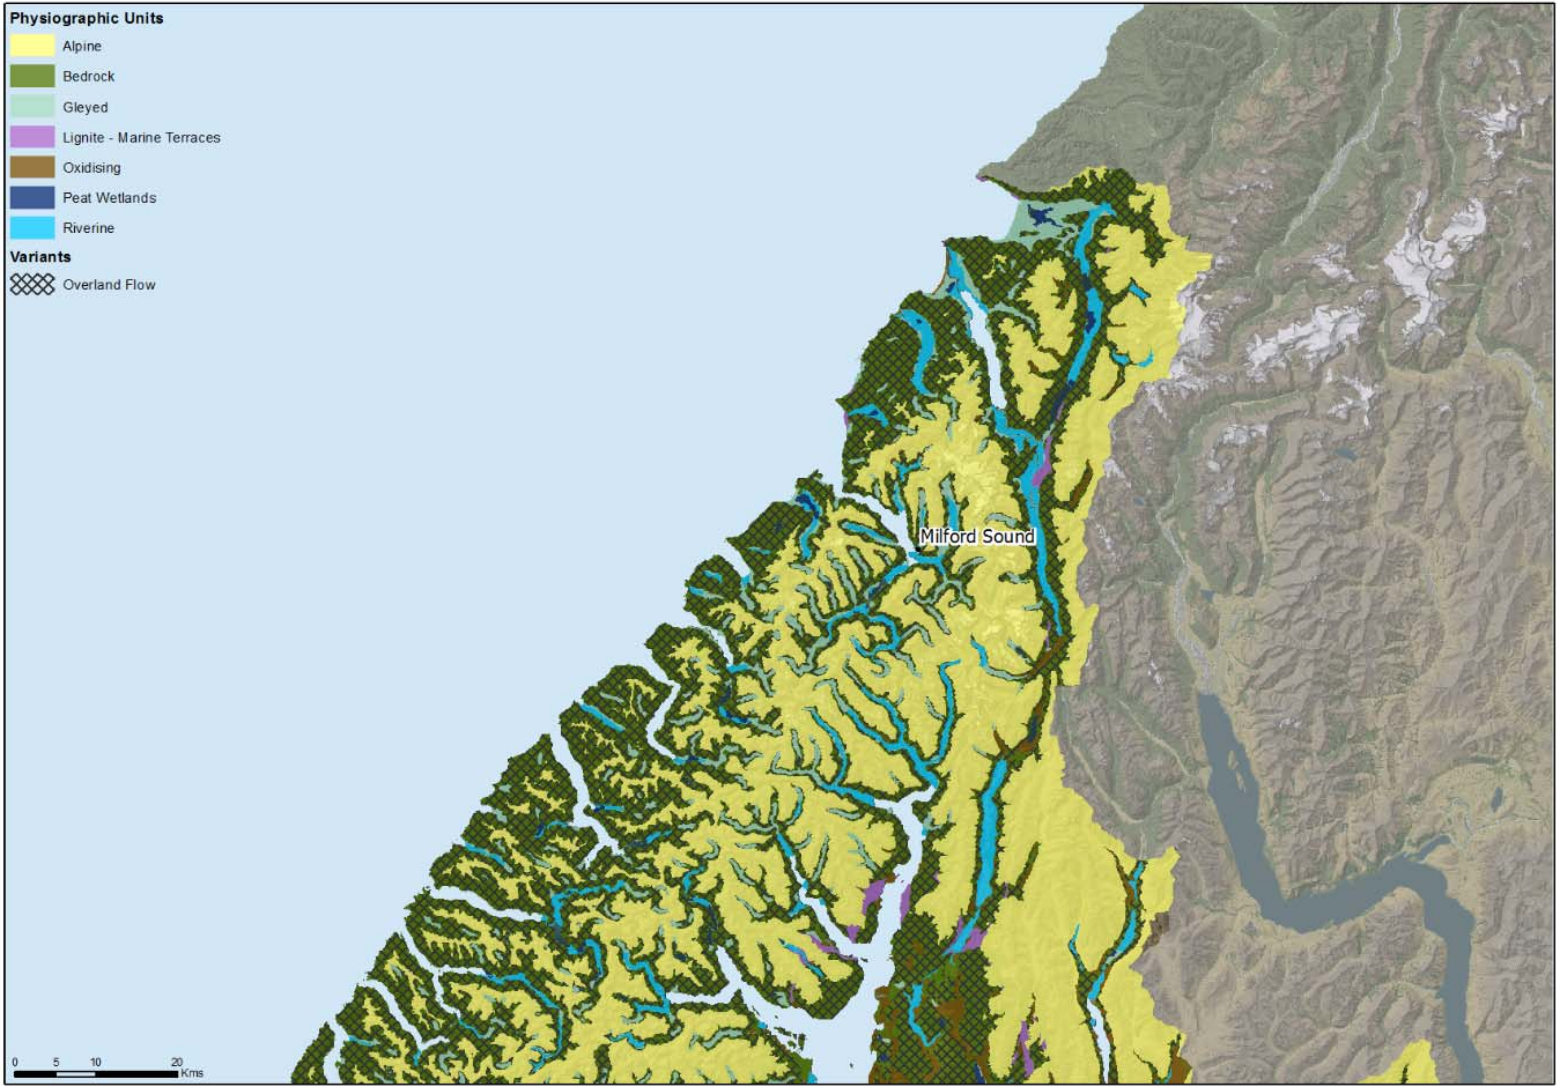 Physiographic Units
Alpine
Bedrock
Gleyed
Lignite - Marine Terraces
Oxidising
Peat Wetlands
Riverine
Variants
Overland Flow
Milford Sound
0 5 10 20
Kms